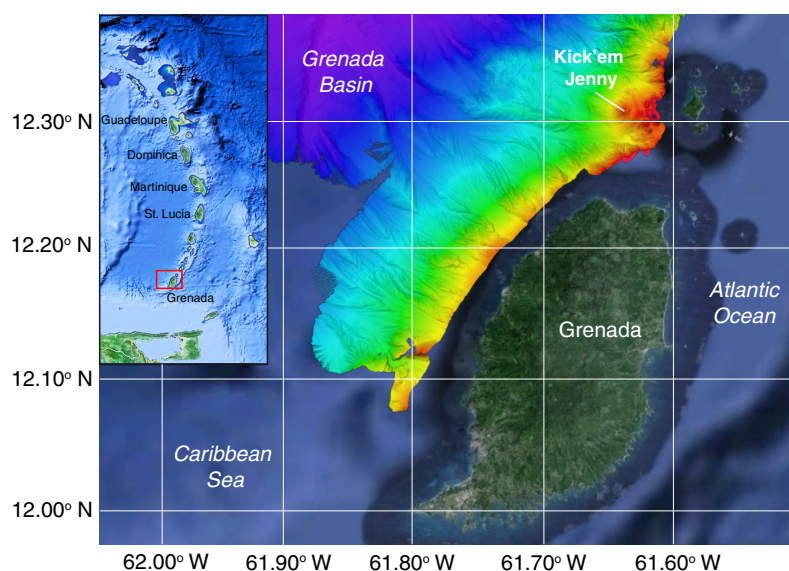 Grenada
Basin
Kick'em
Jenny
Guadeloupe
Dominica
Martinique
St. Lucia
Grenada
12.30° N
12.20° N
12.10° N
12.00° N
Grenada
Atlantic
Ocean
Caribbean
Sea
62.00° W
61.90° W
61.80° W
61.70° W
61.60° W